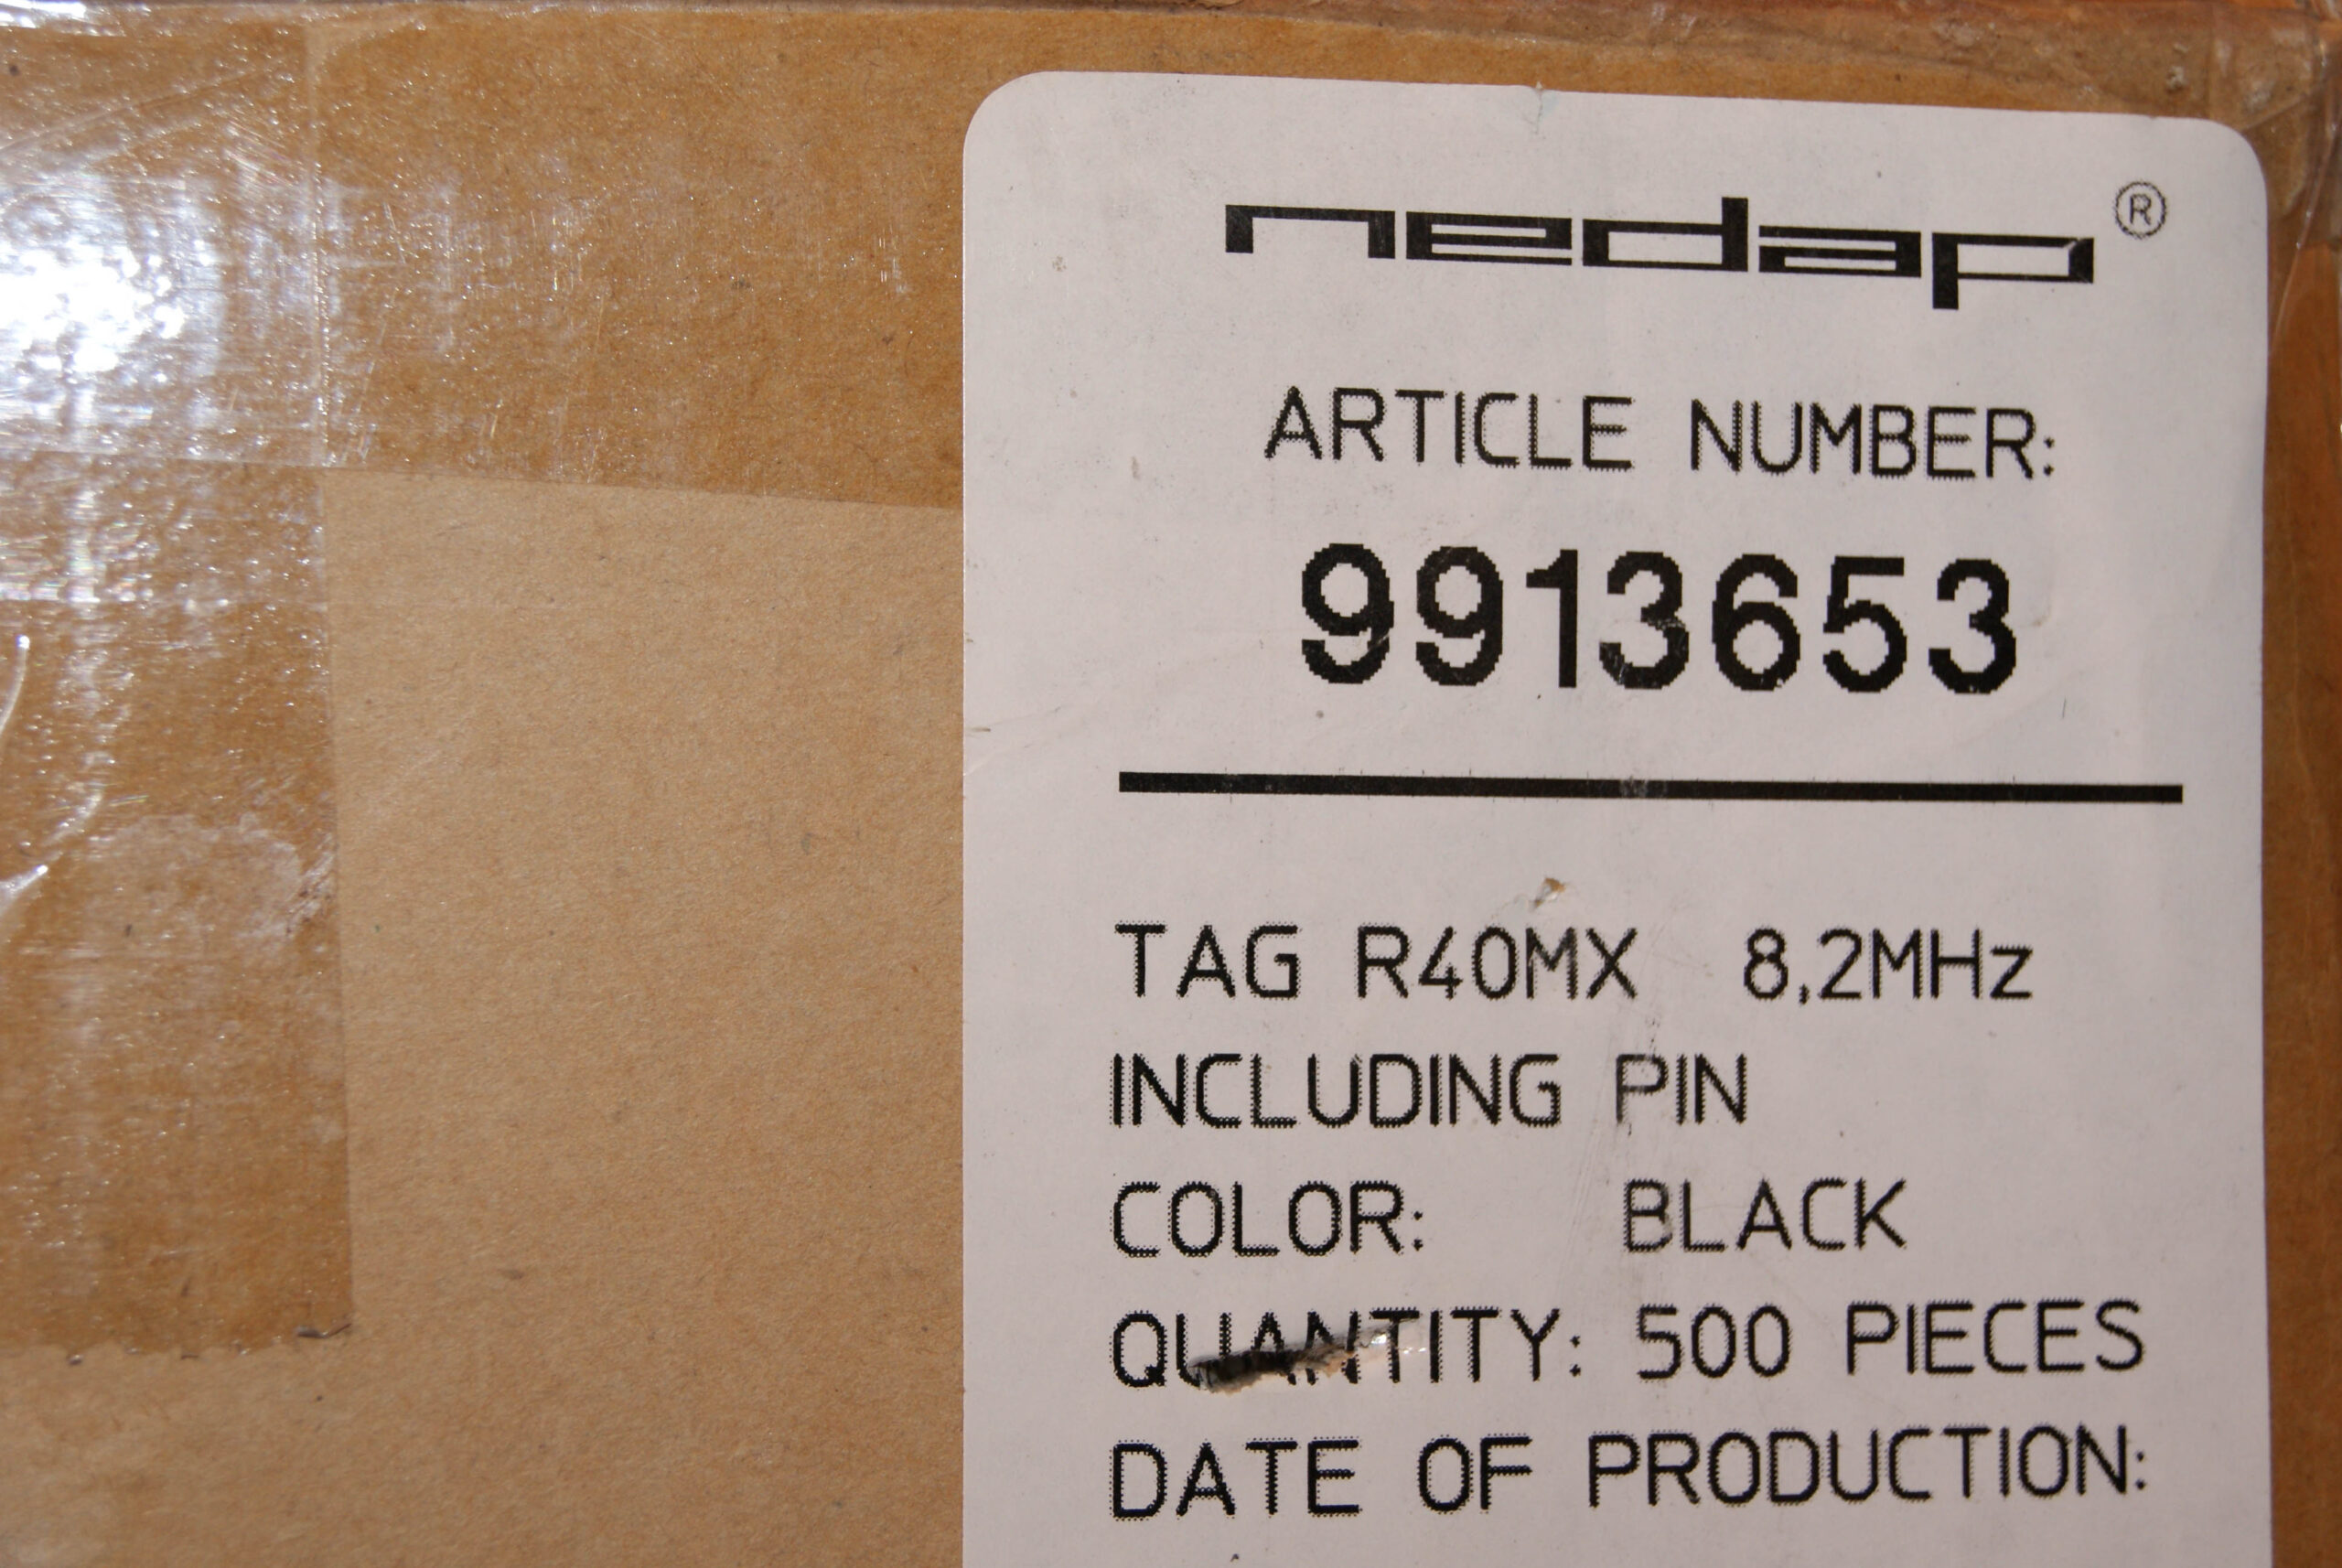 nedap®
ARTICLE NUMBER:
9913653
TAG R40MX 8,2MHz
INCLUDING PIN
COLOR: BLACK
QUANTITY: 500 PIECES
DATE OF PRODUCTION: